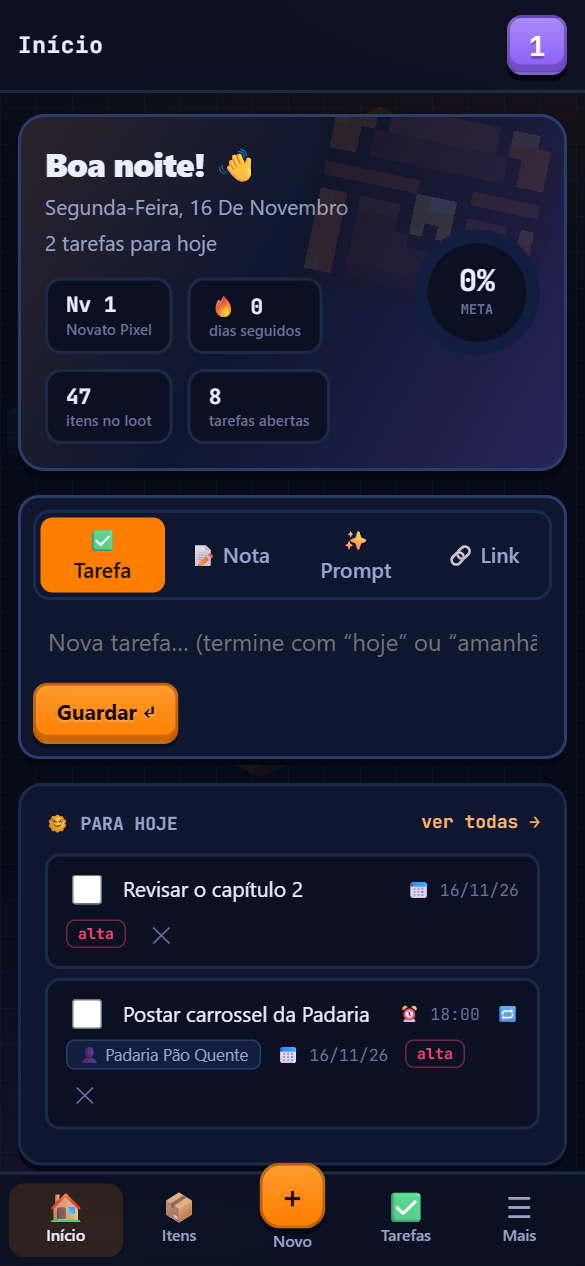 Início
1
Boa noite! 👋
Segunda-Feira, 16 De Novembro
2 tarefas para hoje
Nv 1
Novato Pixel
🔥 0
dias seguidos
0%
META
47
itens no loot
8
tarefas abertas
✅ Tarefa
📝 Nota
✨ Prompt
🔗 Link
Nova tarefa… (termine com “hoje” ou “amanhã
Guardar ↵
🌞 PARA HOJE
ver todas →
Revisar o capítulo 2
📅 16/11/26
alta
Postar carrossel da Padaria
⏰ 18:00 🔁
👤 Padaria Pão Quente 📅 16/11/26 alta
Início
Itens
+
Novo
Tarefas
Mais